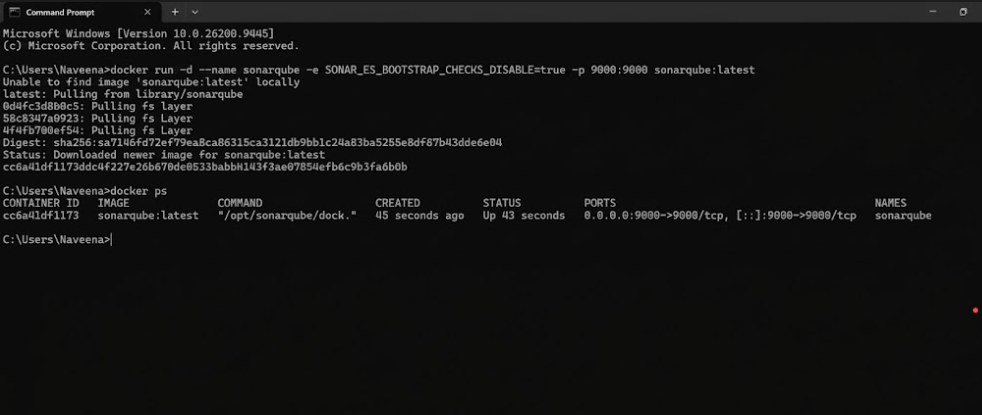 Command Prompt
Microsoft Windows [Version 10.0.26200.9445]
(c) Microsoft Corporation. All rights reserved.
C:\Users\Naveena>docker run -d --name sonarqube -e SONAR_ES_BOOTSTRAP_CHECKS_DISABLE=true -p 9000:9000 sonarqube:latest
Unable to find image 'sonarqube:latest' locally
latest: Pulling from library/sonarqube
0d4fc3d8b0c5: Pulling fs layer
58c8347a0923: Pulling fs Layer
4f4fb700ef54: Pulling fs Layer
Digest: sha256:sa7146fd72ef79ea8ca86315ca3121db9bb1c24a83ba5255e8df87b43dde6e04
Status: Downloaded newer image for sonarqube:latest
cc6a41df1173ddc4f227e26b670de0533babbH143f3ae07854efb6c9b3fa6b0b
C:\Users\Naveena>docker ps
CONTAINER ID IMAGE COMMAND CREATED STATUS PORTS NAMES
cc6a41df1173 sonarqube:latest "/opt/sonarqube/dock." 45 seconds ago Up 43 seconds 0.0.0.0:9000->9000/tcp, [::]:9000->9000/tcp sonarqube
C:\Users\Naveena>